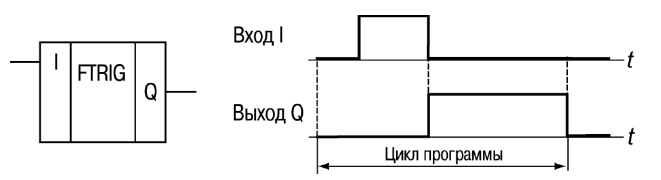 Вход I
t
I
FTRIG
Q
Выход Q
t
Цикл программы